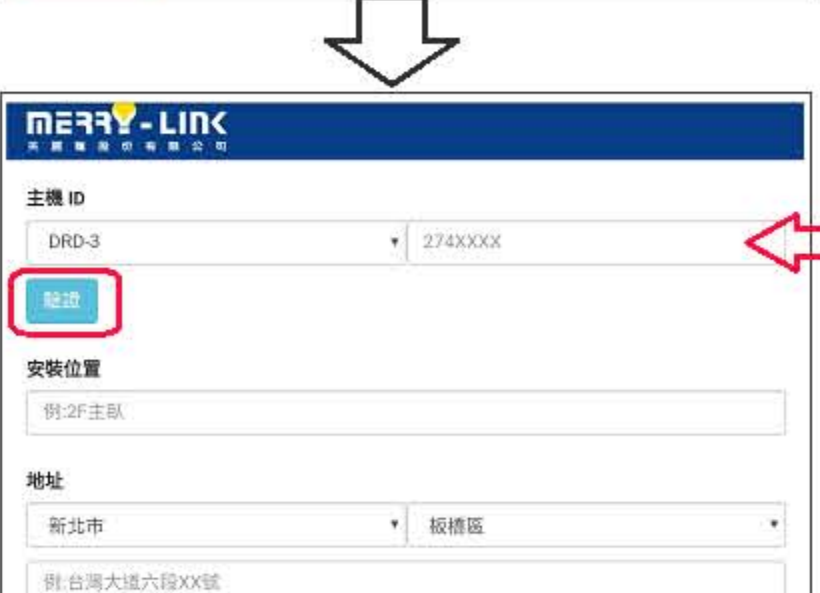 MERRY-LINK
主機 ID
DRD-3 274XXXX
驗證
安裝位置
例:2F主臥
地址
新北市 板橋區
例:台灣大道六段XX號